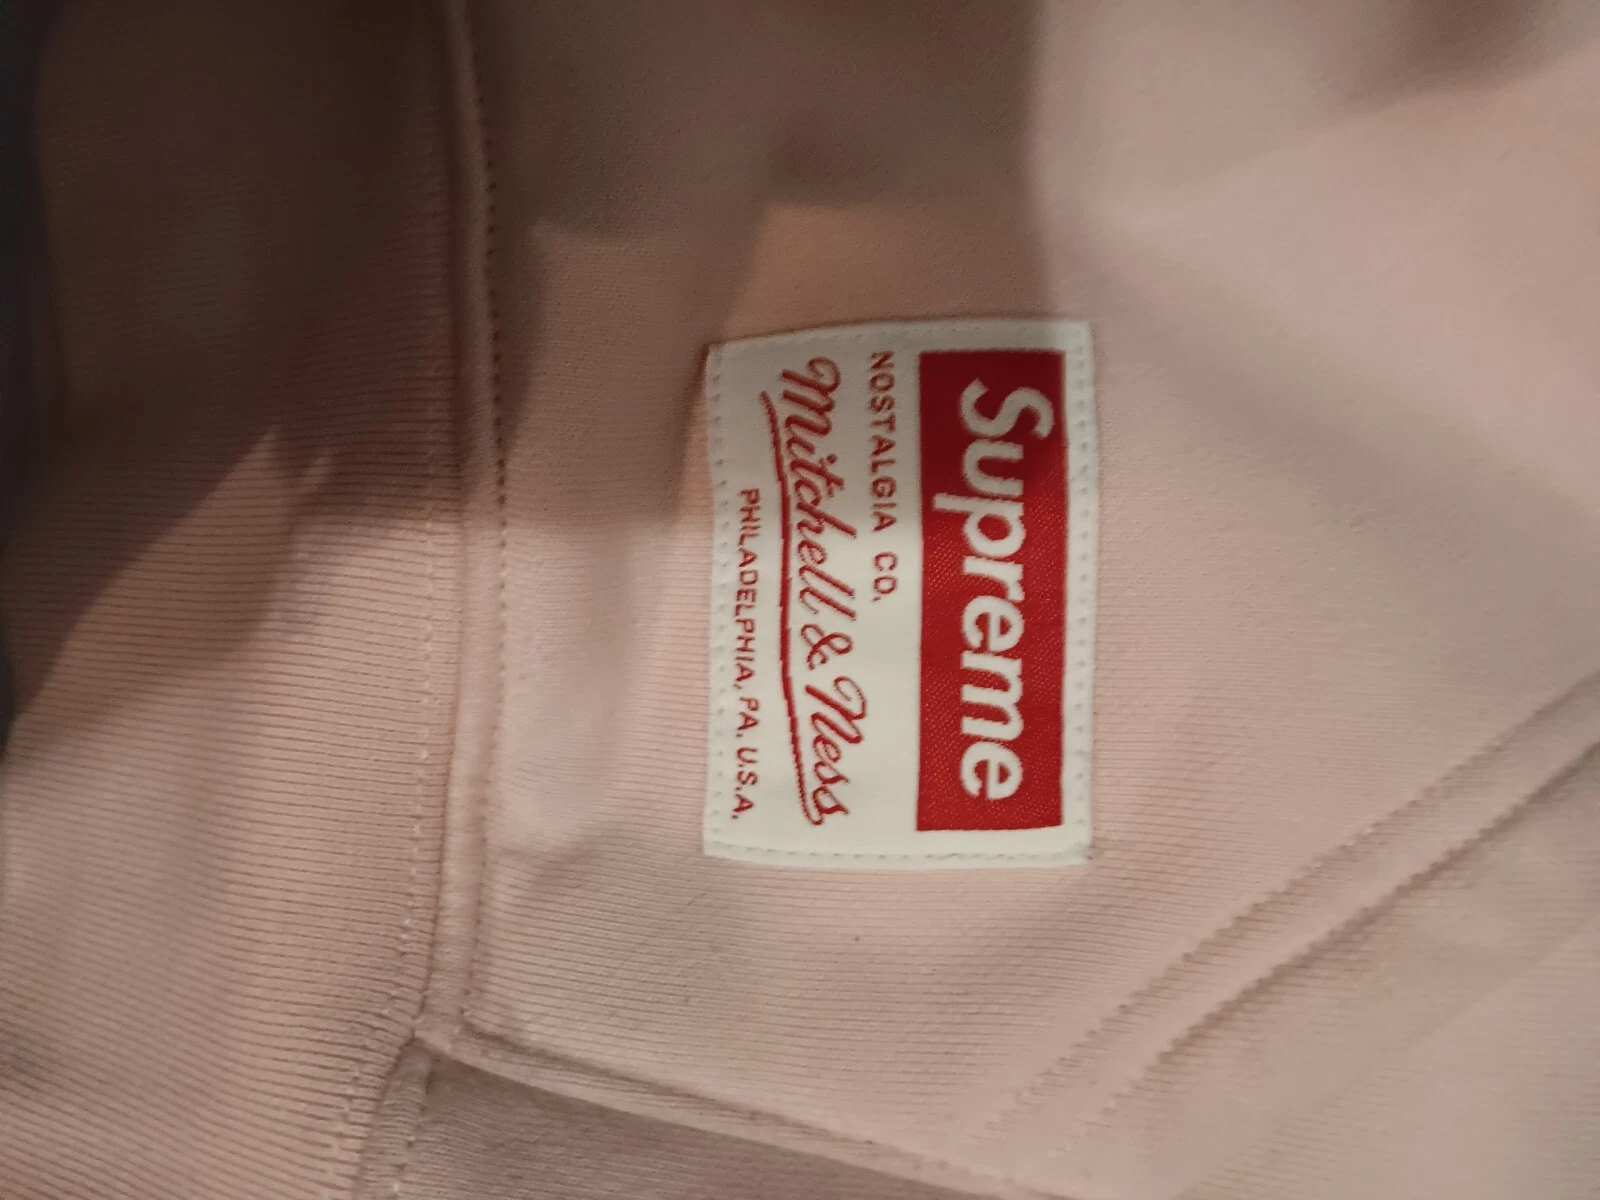 Supreme
NOSTALGIA CO.
Mitchell & Ness
PHILADELPHIA, PA. U.S.A.